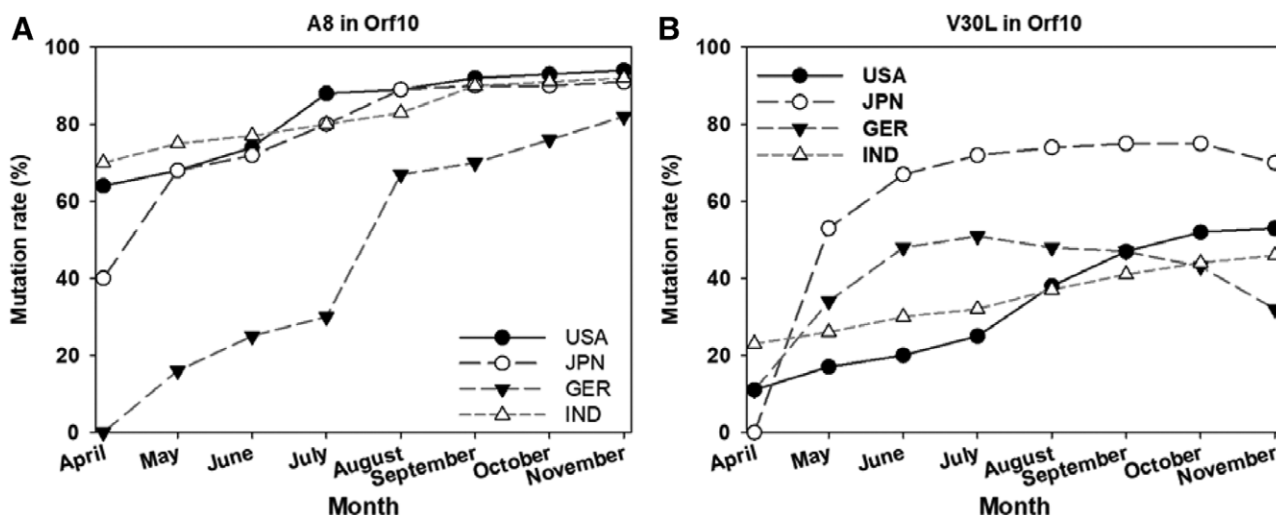 A
A8 in Orf10
Mutation rate (%)
100
80
60
40
20
0
USA
JPN
GER
IND
April
May
June
July
August
September
October
November
Month
B
V30L in Orf10
Mutation rate (%)
100
80
60
40
20
0
USA
JPN
GER
IND
April
May
June
July
August
September
October
November
Month